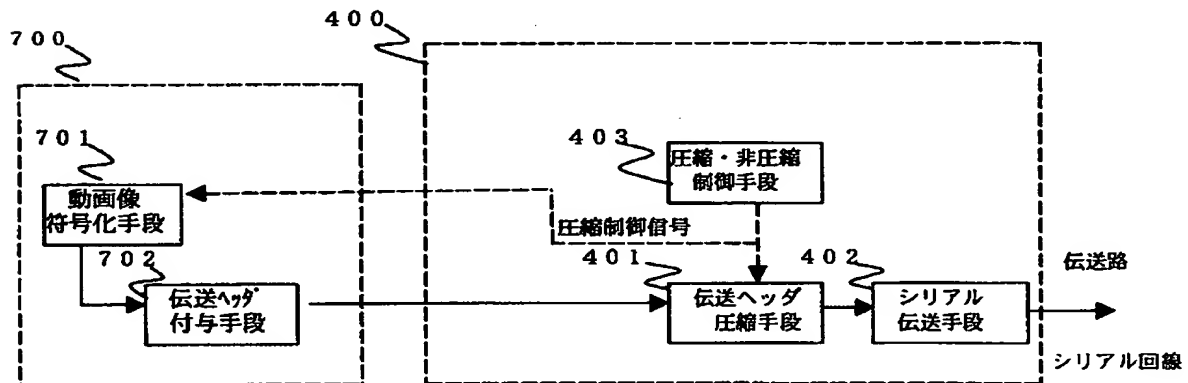 ７００
４００
７０１
動画像
符号化手段
７０２
伝送ﾍｯﾀﾞ
付与手段
４０３
圧縮・非圧縮
制御手段
圧縮制御信号
４０１
伝送ヘッダ
圧縮手段
４０２
シリアル
伝送手段
伝送路
シリアル回線